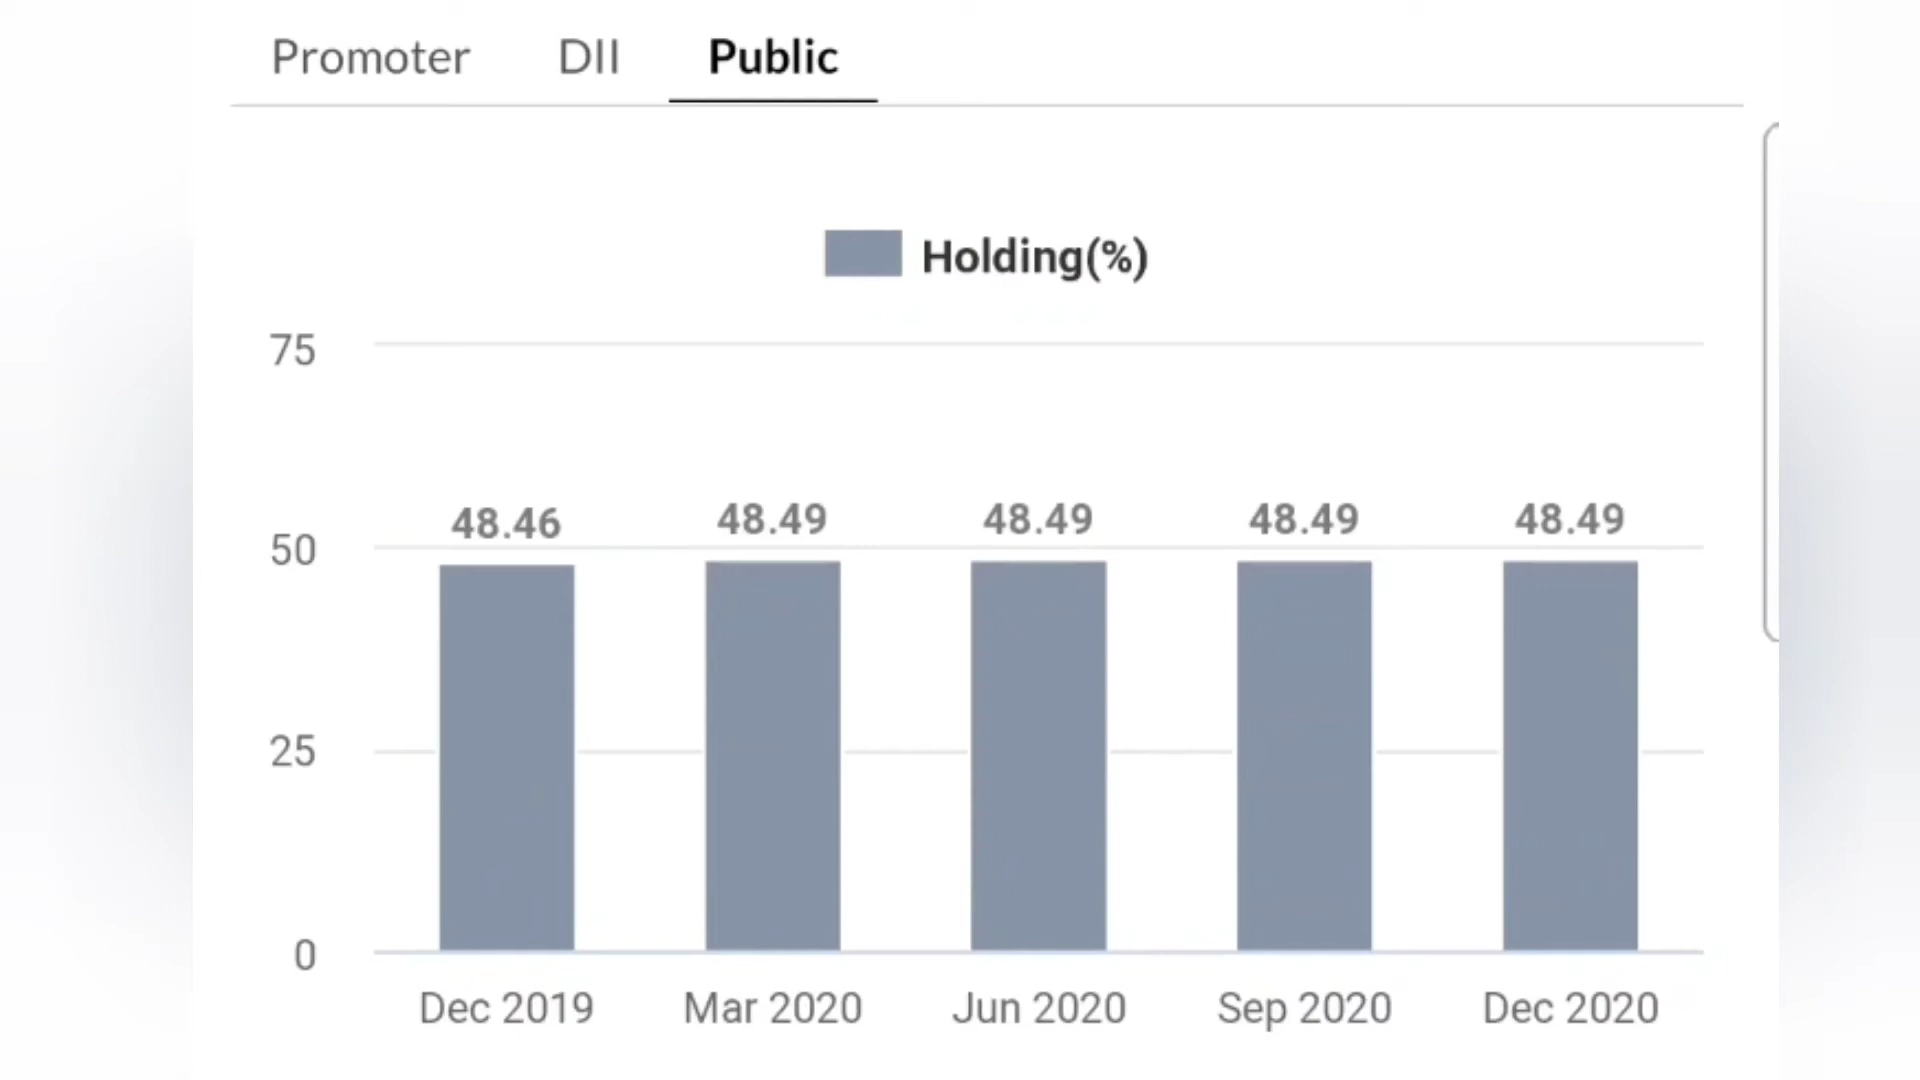 Promoter DII Public
Holding(%)
75
48.46 48.49 48.49 48.49 48.49
50
25
0
Dec 2019 Mar 2020 Jun 2020 Sep 2020 Dec 2020